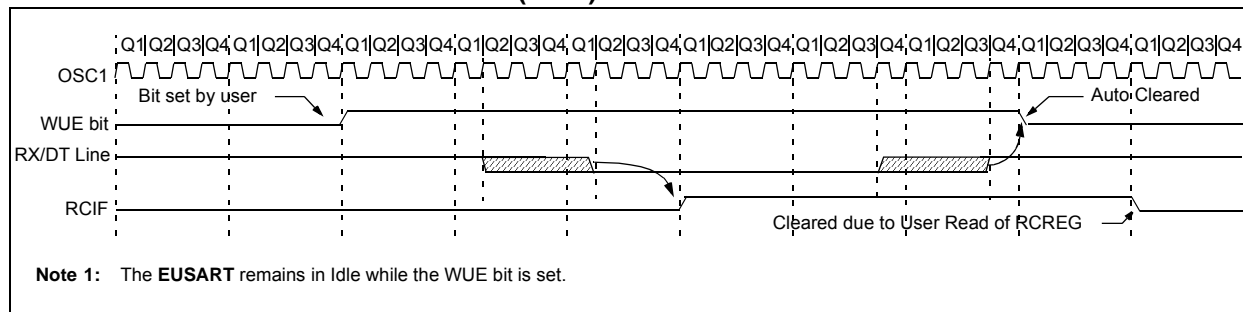 Q1|Q2|Q3|Q4|Q1|Q2|Q3|Q4|Q1|Q2|Q3|Q4|Q1|Q2|Q3|Q4|Q1|Q2|Q3|Q4|Q1|Q2|Q3|Q4|Q1|Q2|Q3|Q4|Q1|Q2|Q3|Q4|Q1|Q2|Q3|Q4|Q1|Q2|Q3|Q4
OSC1
Bit set by user
Auto Cleared
WUE bit
RX/DT Line
RCIF
Cleared due to User Read of RCREG
Note 1: The EUSART remains in Idle while the WUE bit is set.